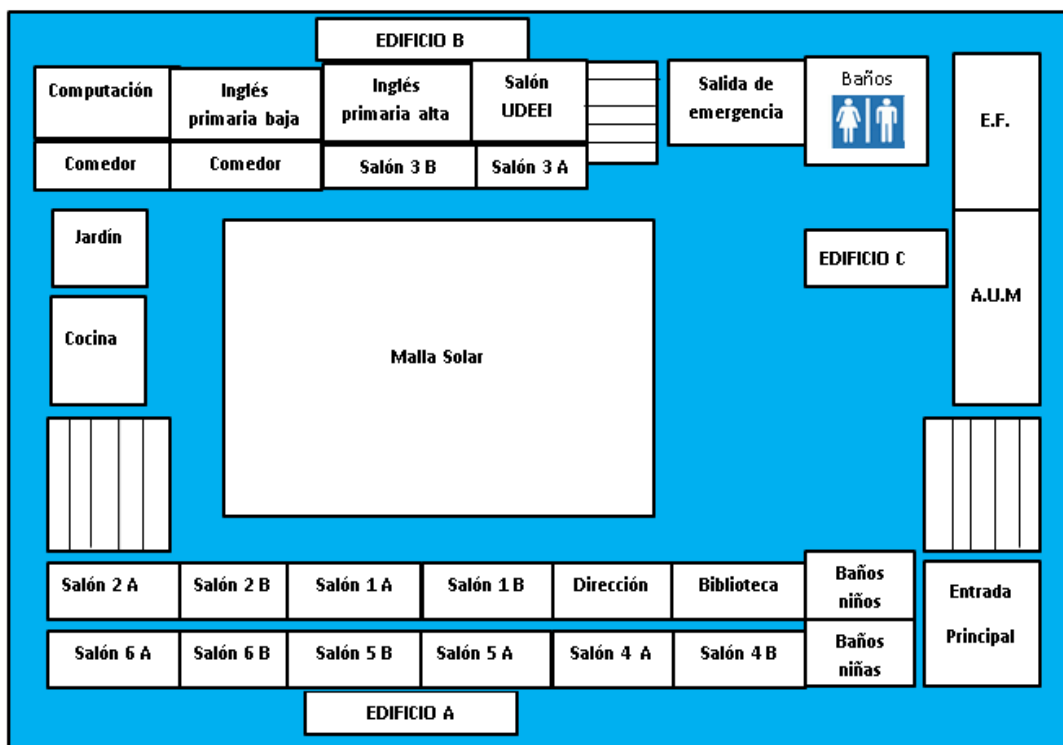 EDIFICIO B
Computación
Inglés
primaria baja
Inglés
primaria alta
Salón
UDEEI
Salida de
emergencia
Baños
E.F.
Comedor
Comedor
Salón 3 B
Salón 3 A
Jardín
EDIFICIO C
A.U.M
Cocina
Malla Solar
Salón 2 A
Salón 2 B
Salón 1 A
Salón 1 B
Dirección
Biblioteca
Baños
niños
Entrada
Principal
Salón 6 A
Salón 6 B
Salón 5 B
Salón 5 A
Salón 4 A
Salón 4 B
Baños
niñas
EDIFICIO A